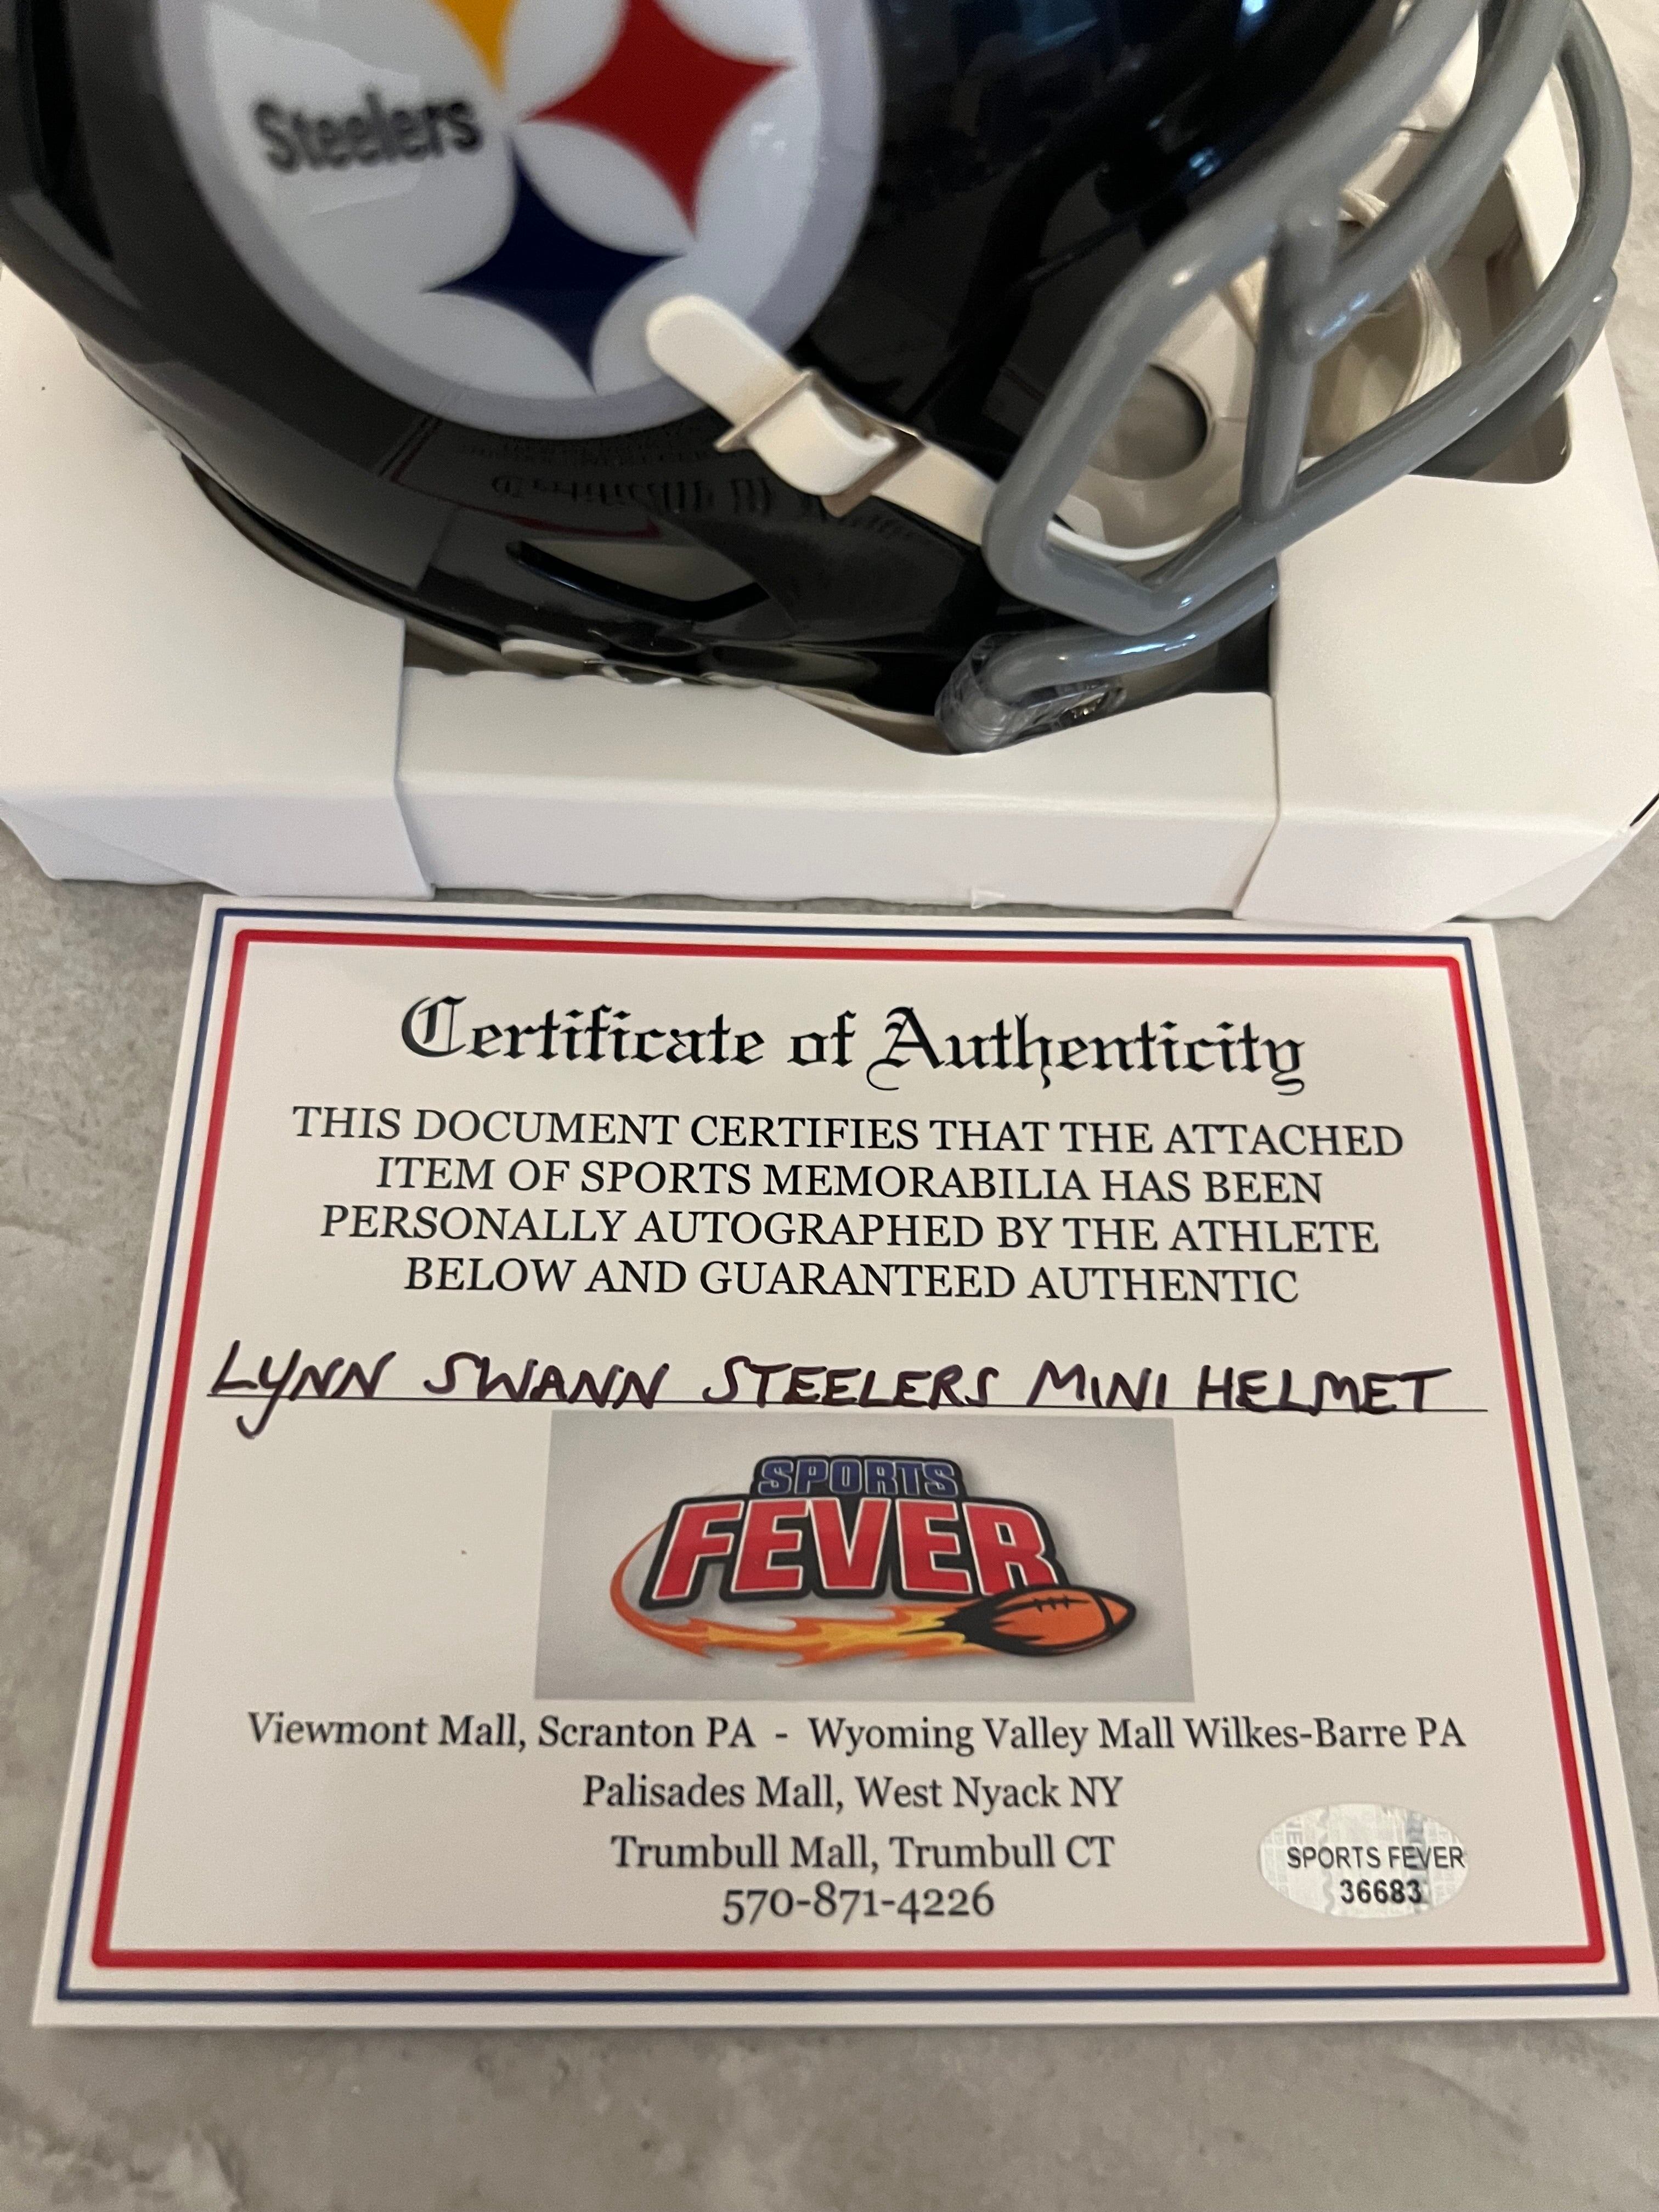 Steelers
Certificate of Authenticity
THIS DOCUMENT CERTIFIES THAT THE ATTACHED
ITEM OF SPORTS MEMORABILIA HAS BEEN
PERSONALLY AUTOGRAPHED BY THE ATHLETE
BELOW AND GUARANTEED AUTHENTIC
LYNN SWANN STEELERS MINI HELMET
SPORTS
FEVER
Viewmont Mall, Scranton PA - Wyoming Valley Mall Wilkes-Barre PA
Palisades Mall, West Nyack NY
Trumbull Mall, Trumbull CT
570-871-4226
SPORTS FEVER
36683